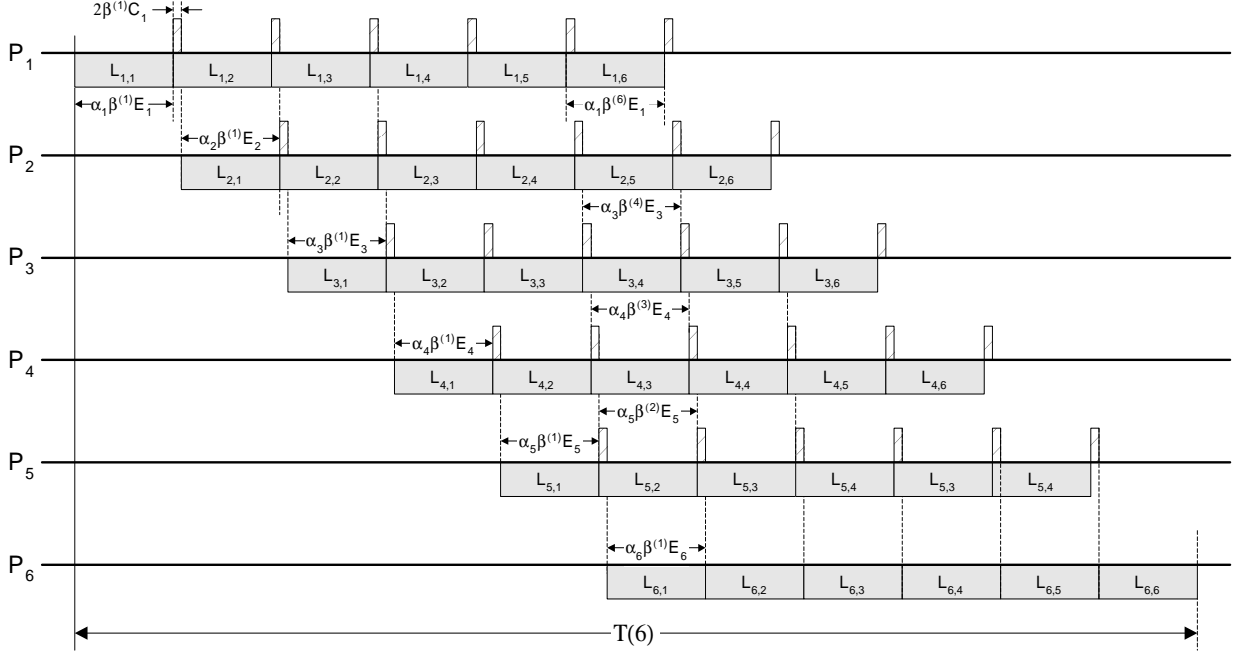 2β⁽¹⁾C₁
P₁
L₁,₁ L₁,₂ L₁,₃ L₁,₄ L₁,₅ L₁,₆
α₁β⁽¹⁾E₁ α₁β⁽⁶⁾E₁
α₂β⁽¹⁾E₂
P₂
L₂,₁ L₂,₂ L₂,₃ L₂,₄ L₂,₅ L₂,₆
α₃β⁽⁴⁾E₃
α₃β⁽¹⁾E₃
P₃
L₃,₁ L₃,₂ L₃,₃ L₃,₄ L₃,₅ L₃,₆
α₄β⁽³⁾E₄
α₄β⁽¹⁾E₄
P₄
L₄,₁ L₄,₂ L₄,₃ L₄,₄ L₄,₅ L₄,₆
α₅β⁽²⁾E₅
α₅β⁽¹⁾E₅
P₅
L₅,₁ L₅,₂ L₅,₃ L₅,₄ L₅,₃ L₅,₄
α₆β⁽¹⁾E₆
P₆
L₆,₁ L₆,₂ L₆,₃ L₆,₄ L₆,₅ L₆,₆
T(6)